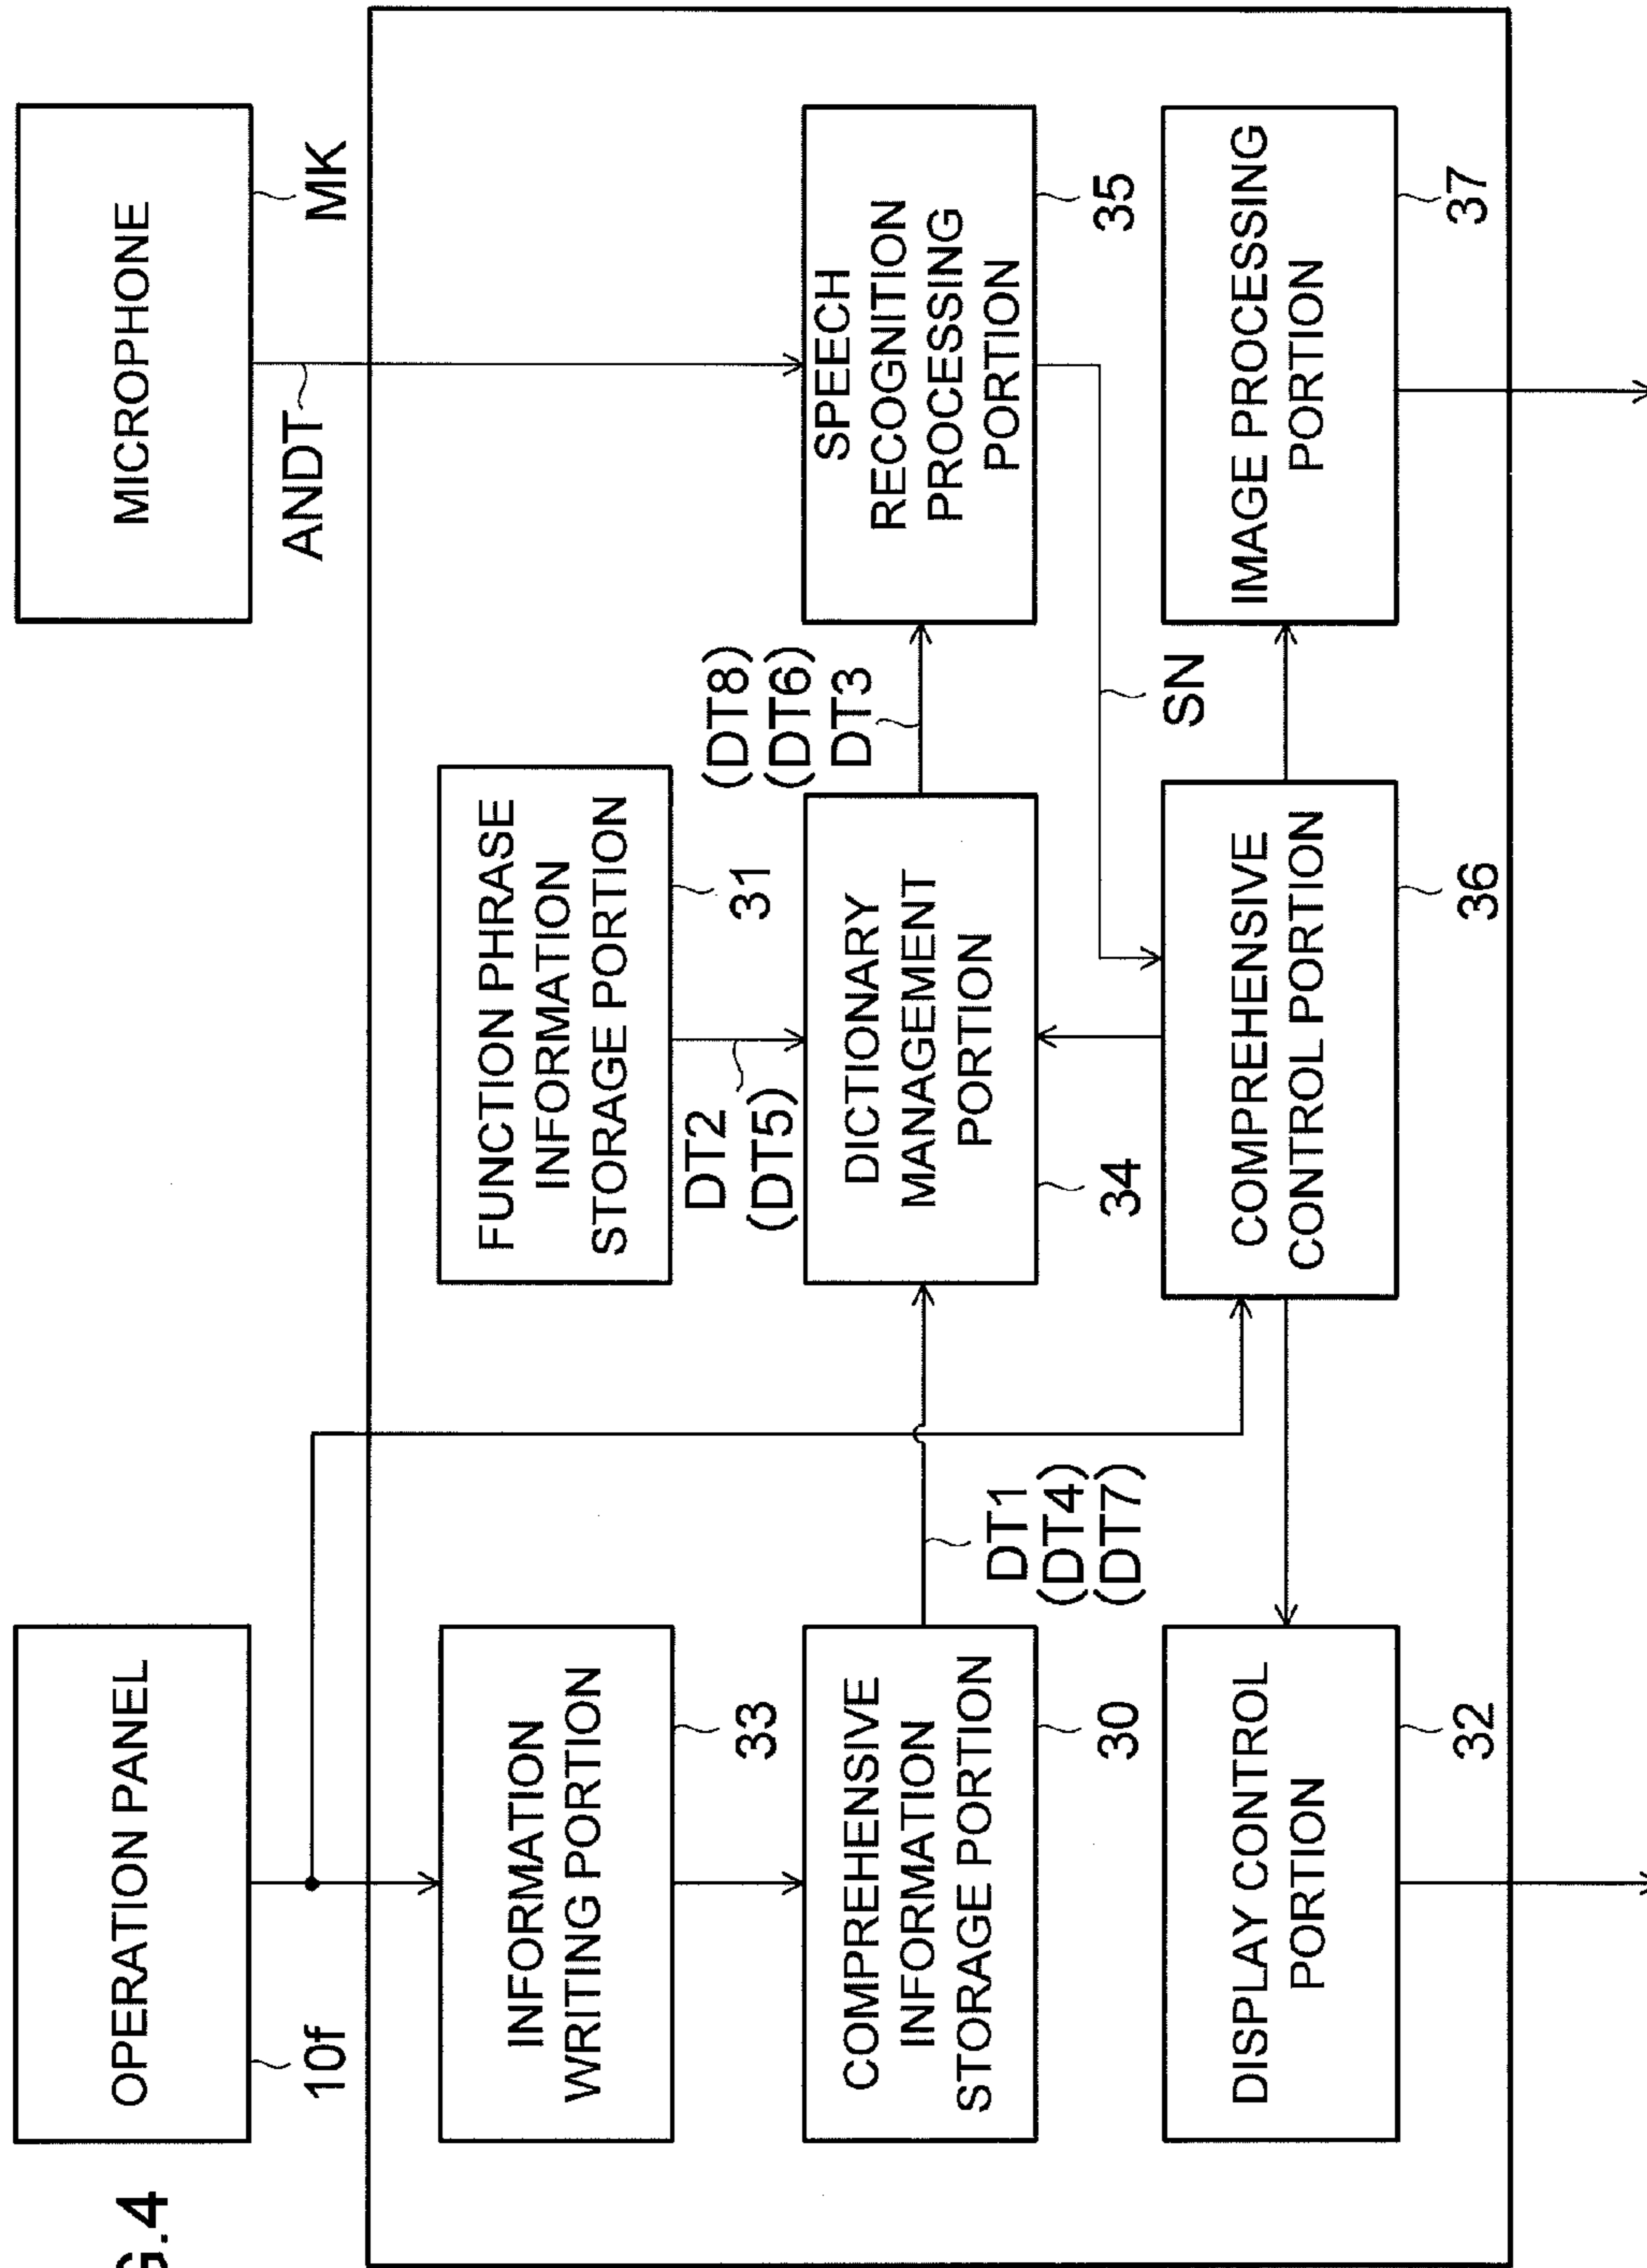 G.4
OPERATION PANEL
10f
MICROPHONE
MK
ANDT
INFORMATION
WRITING PORTION
33
FUNCTION PHRASE
INFORMATION
STORAGE PORTION
31
DT2
(DT5)
(DT8)
(DT6)
DT3
COMPREHENSIVE
INFORMATION
STORAGE PORTION
30
DT1
(DT4)
(DT7)
DICTIONARY
MANAGEMENT
PORTION
34
SPEECH
RECOGNITION
PROCESSING
PORTION
35
SN
DISPLAY CONTROL
PORTION
32
COMPREHENSIVE
CONTROL PORTION
36
IMAGE PROCESSING
PORTION
37